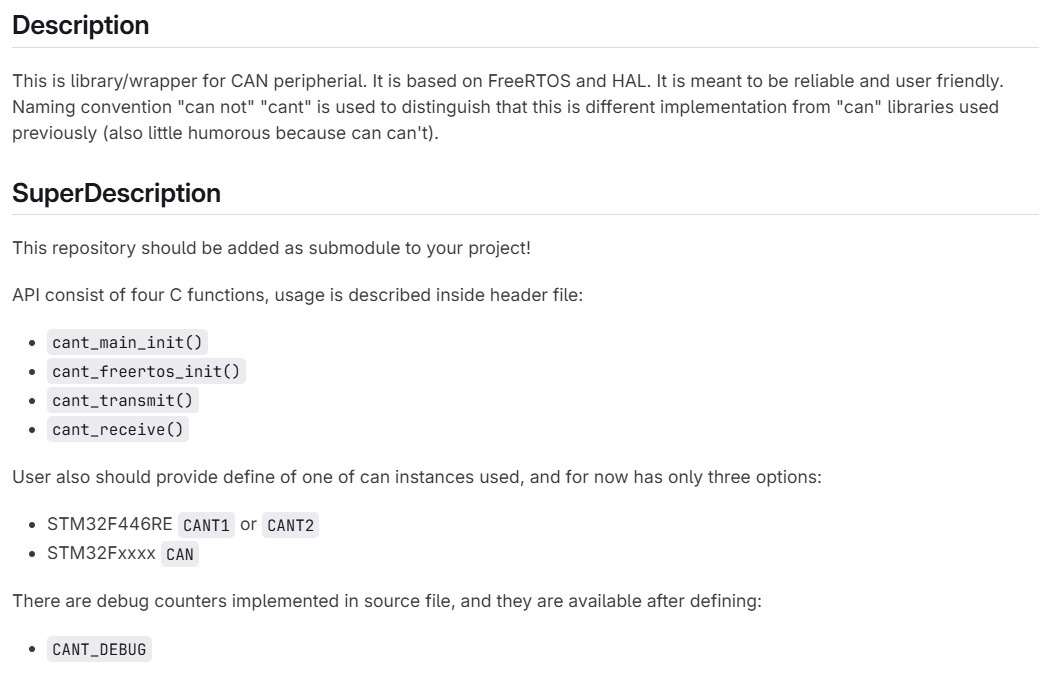 Description
This is library/wrapper for CAN peripherial. It is based on FreeRTOS and HAL. It is meant to be reliable and user friendly.
Naming convention "can not" "cant" is used to distinguish that this is different implementation from "can" libraries used
previously (also little humorous because can can't).
SuperDescription
This repository should be added as submodule to your project!
API consist of four C functions, usage is described inside header file:
cant_main_init()
cant_freertos_init()
cant_transmit()
cant_receive()
User also should provide define of one of can instances used, and for now has only three options:
STM32F446RE CANT1 or CANT2
STM32Fxxxx CAN
There are debug counters implemented in source file, and they are available after defining:
CANT_DEBUG